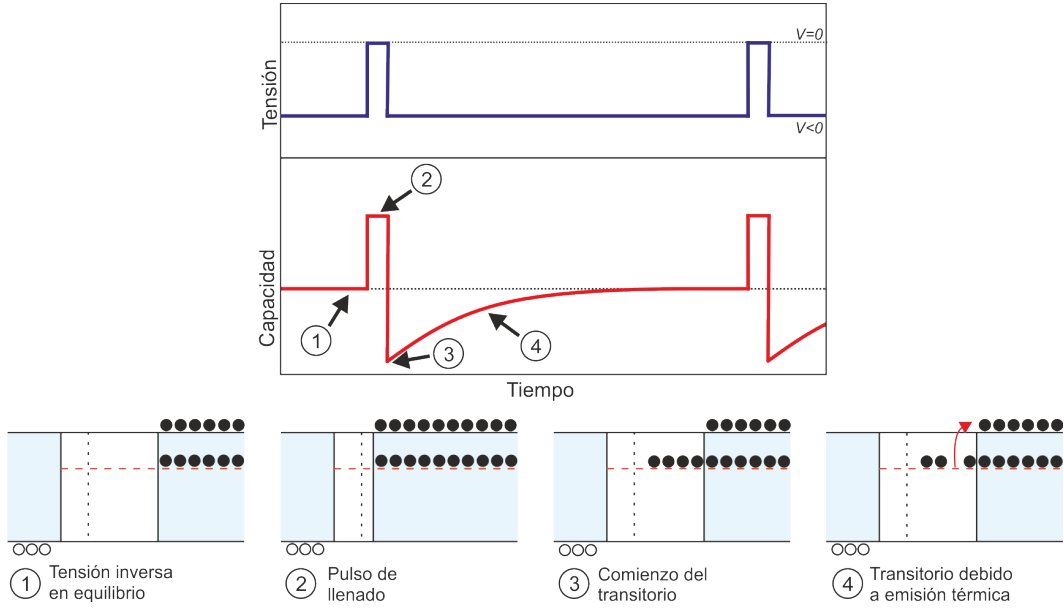 Tensión
V=0
V<0
Capacidad
2
1
3
4
Tiempo
1 Tensión inversa
en equilibrio
2 Pulso de
llenado
3 Comienzo del
transitorio
4 Transitorio debido
a emisión térmica